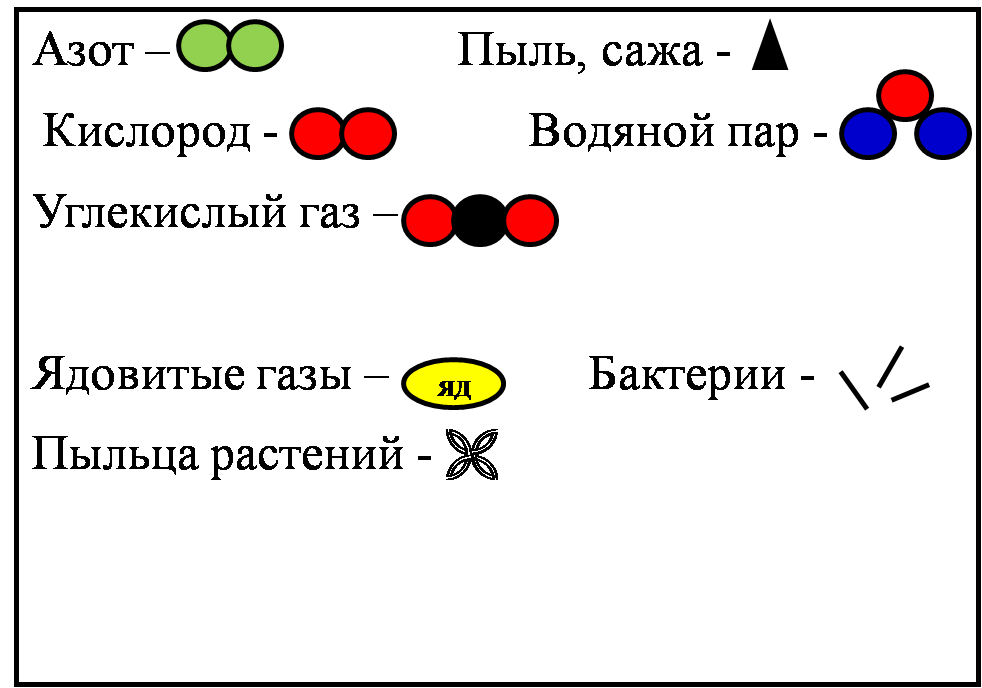 Азот – Пыль, сажа -
Кислород - Водяной пар -
Углекислый газ –
Ядовитые газы – яд Бактерии -
Пыльца растений -